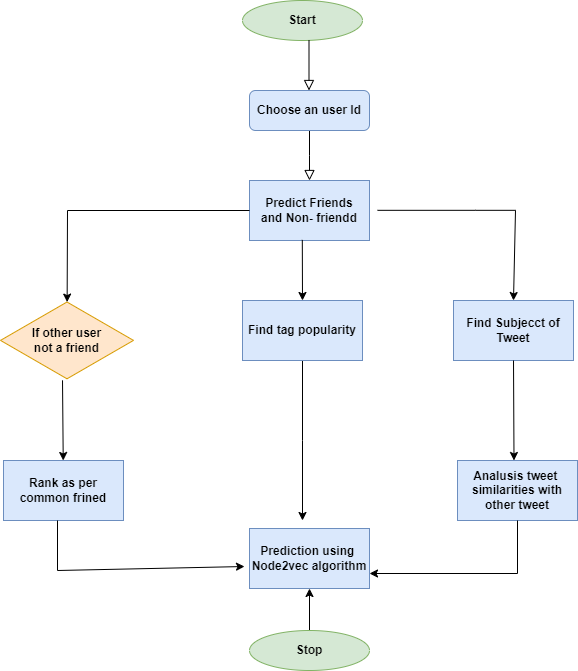 Start
Choose an user Id
Predict Friends
and Non- friendd
If other user
not a friend
Find tag popularity
Find Subjecct of
Tweet
Rank as per
common frined
Analusis tweet
similarities with
other tweet
Prediction using
Node2vec algorithm
Stop